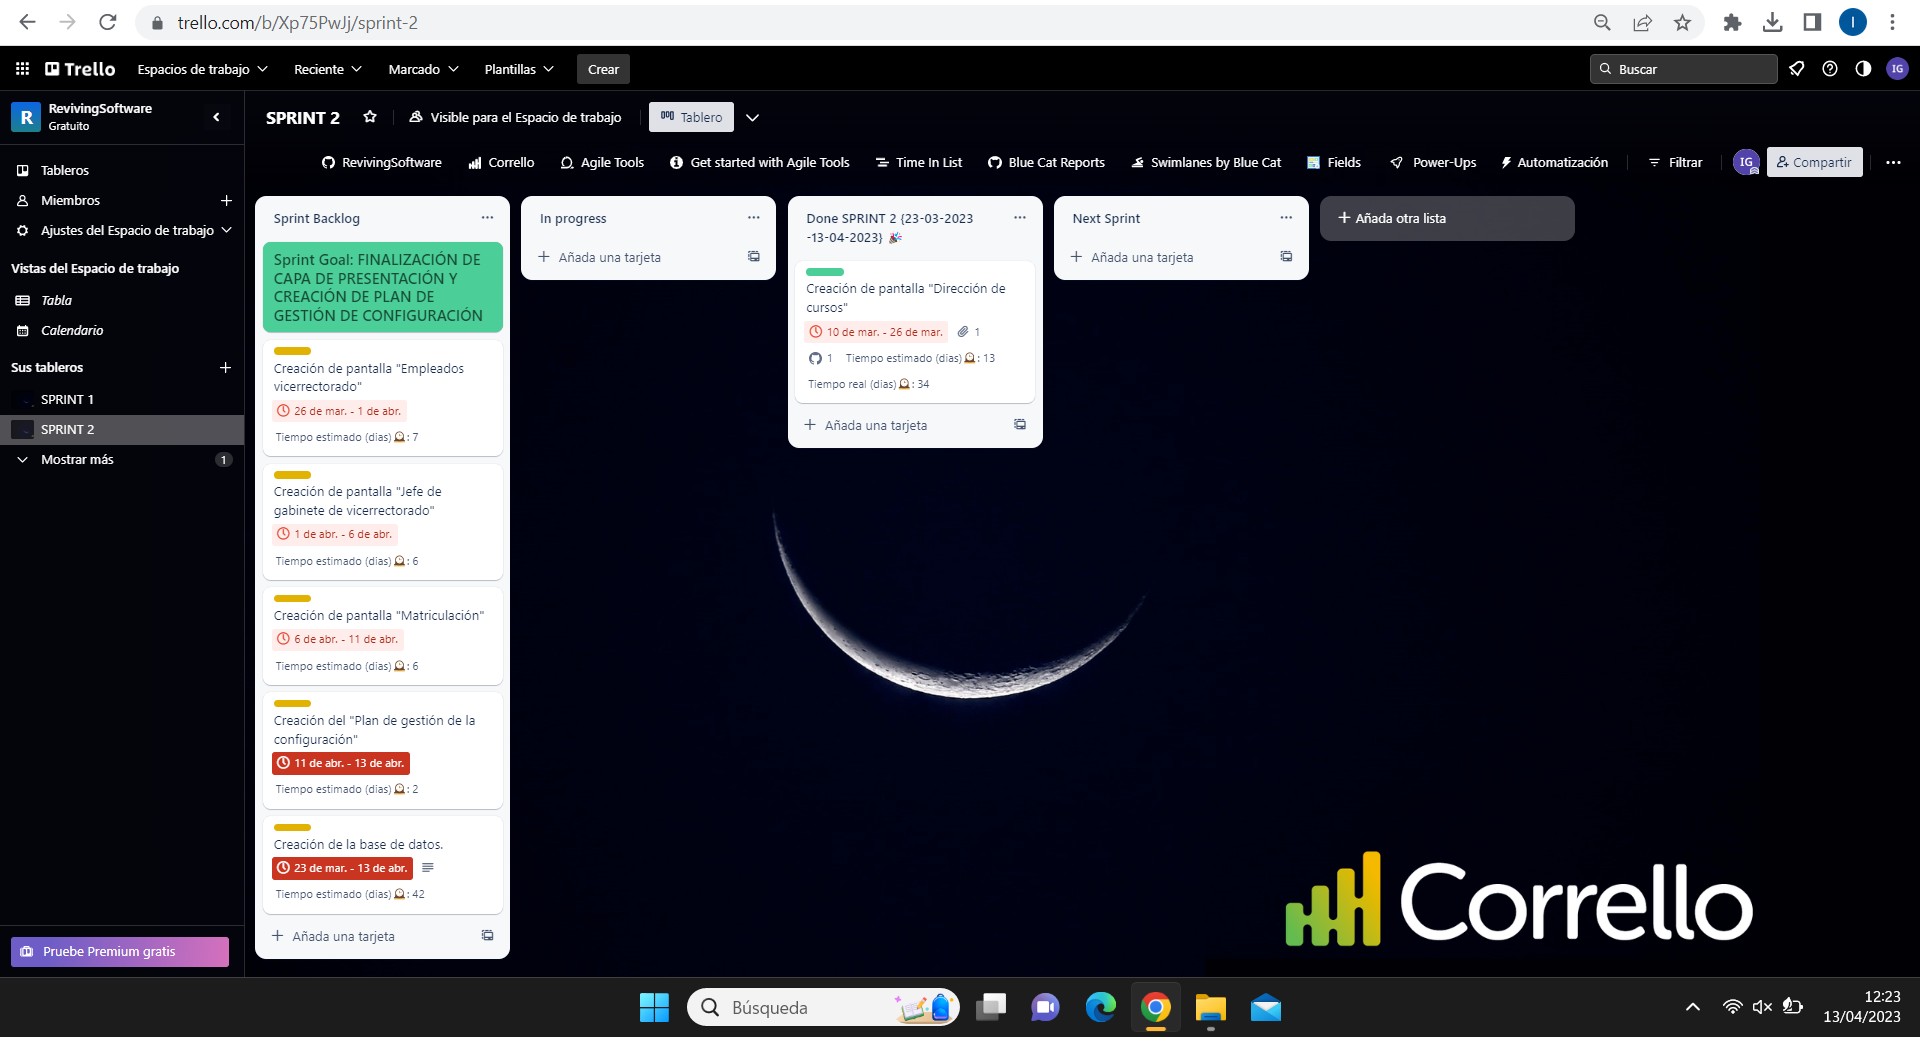 trello.com/b/Xp75PwJj/sprint-2
I
Trello
Espacios de trabajo
Reciente
Marcado
Plantillas
Crear
Buscar
IG
R
RevivingSoftware
Gratuito
SPRINT 2
Visible para el Espacio de trabajo
Tablero
RevivingSoftware
Corrello
Agile Tools
Get started with Agile Tools
Time In List
Blue Cat Reports
Swimlanes by Blue Cat
Fields
Power-Ups
Automatización
Filtrar
IG
Compartir
Tableros
Miembros
Ajustes del Espacio de trabajo
Vistas del Espacio de trabajo
Tabla
Calendario
Sus tableros
SPRINT 1
SPRINT 2
Mostrar más
1
Pruebe Premium gratis
Sprint Backlog
Sprint Goal: FINALIZACIÓN DE
CAPA DE PRESENTACIÓN Y
CREACIÓN DE PLAN DE
GESTIÓN DE CONFIGURACIÓN
Creación de pantalla "Empleados
vicerrectorado"
26 de mar. - 1 de abr.
Tiempo estimado (dias)🕰: 7
Creación de pantalla "Jefe de
gabinete de vicerrectorado"
1 de abr. - 6 de abr.
Tiempo estimado (dias)🕰: 6
Creación de pantalla "Matriculación"
6 de abr. - 11 de abr.
Tiempo estimado (dias)🕰: 6
Creación del "Plan de gestión de la
configuración"
11 de abr. - 13 de abr.
Tiempo estimado (dias)🕰: 2
Creación de la base de datos.
23 de mar. - 13 de abr.
Tiempo estimado (dias)🕰: 42
Añada una tarjeta
In progress
Añada una tarjeta
Done SPRINT 2 {23-03-2023
-13-04-2023} 🎉
Creación de pantalla "Dirección de
cursos"
10 de mar. - 26 de mar.
1
1
Tiempo estimado (dias)🕰: 13
Tiempo real (dias)🕰: 34
Añada una tarjeta
Next Sprint
Añada una tarjeta
Añada otra lista
Corrello
Búsqueda
12:23
13/04/2023